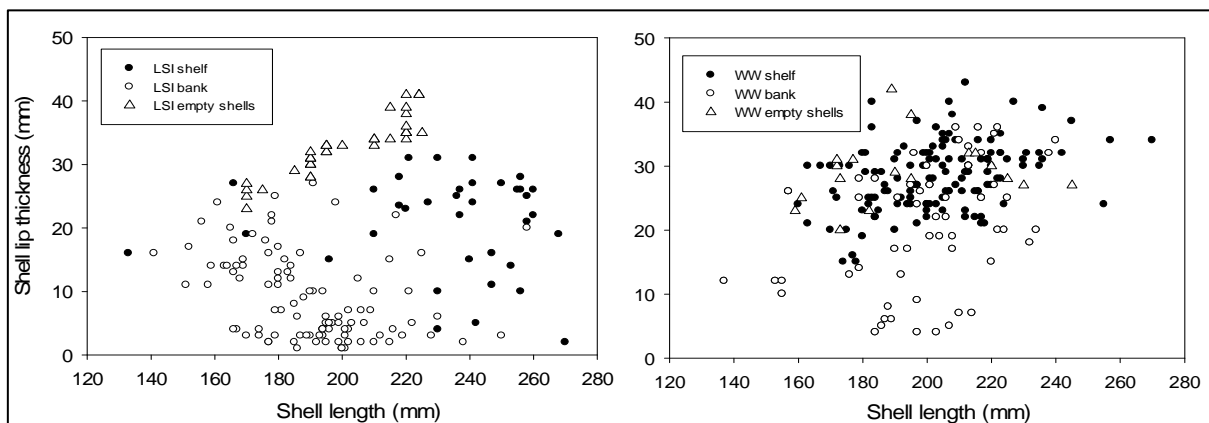 LSI shelf
LSI bank
LSI empty shells
Shell lip thickness (mm)
50
40
30
20
10
0
120 140 160 180 200 220 240 260 280
Shell length (mm)
WW shelf
WW bank
WW empty shells
50
40
30
20
10
0
120 140 160 180 200 220 240 260 280
Shell length (mm)